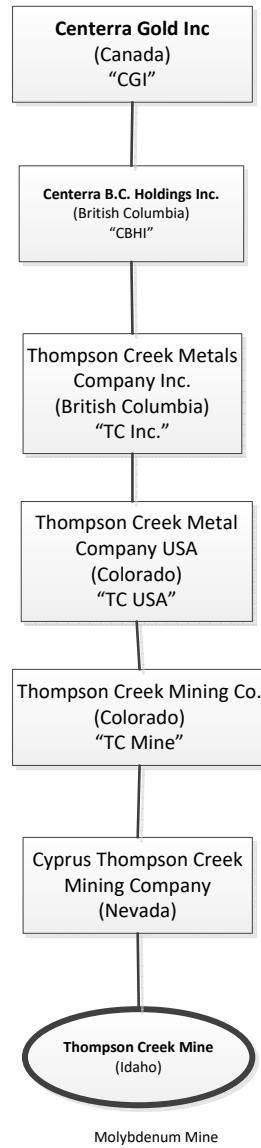 Centerra Gold Inc
(Canada)
“CGI”
Centerra B.C. Holdings Inc.
(British Columbia)
“CBHI”
Thompson Creek Metals
Company Inc.
(British Columbia)
“TC Inc.”
Thompson Creek Metal
Company USA
(Colorado)
“TC USA”
Thompson Creek Mining Co.
(Colorado)
“TC Mine”
Cyprus Thompson Creek
Mining Company
(Nevada)
Thompson Creek Mine
(Idaho)
Molybdenum Mine